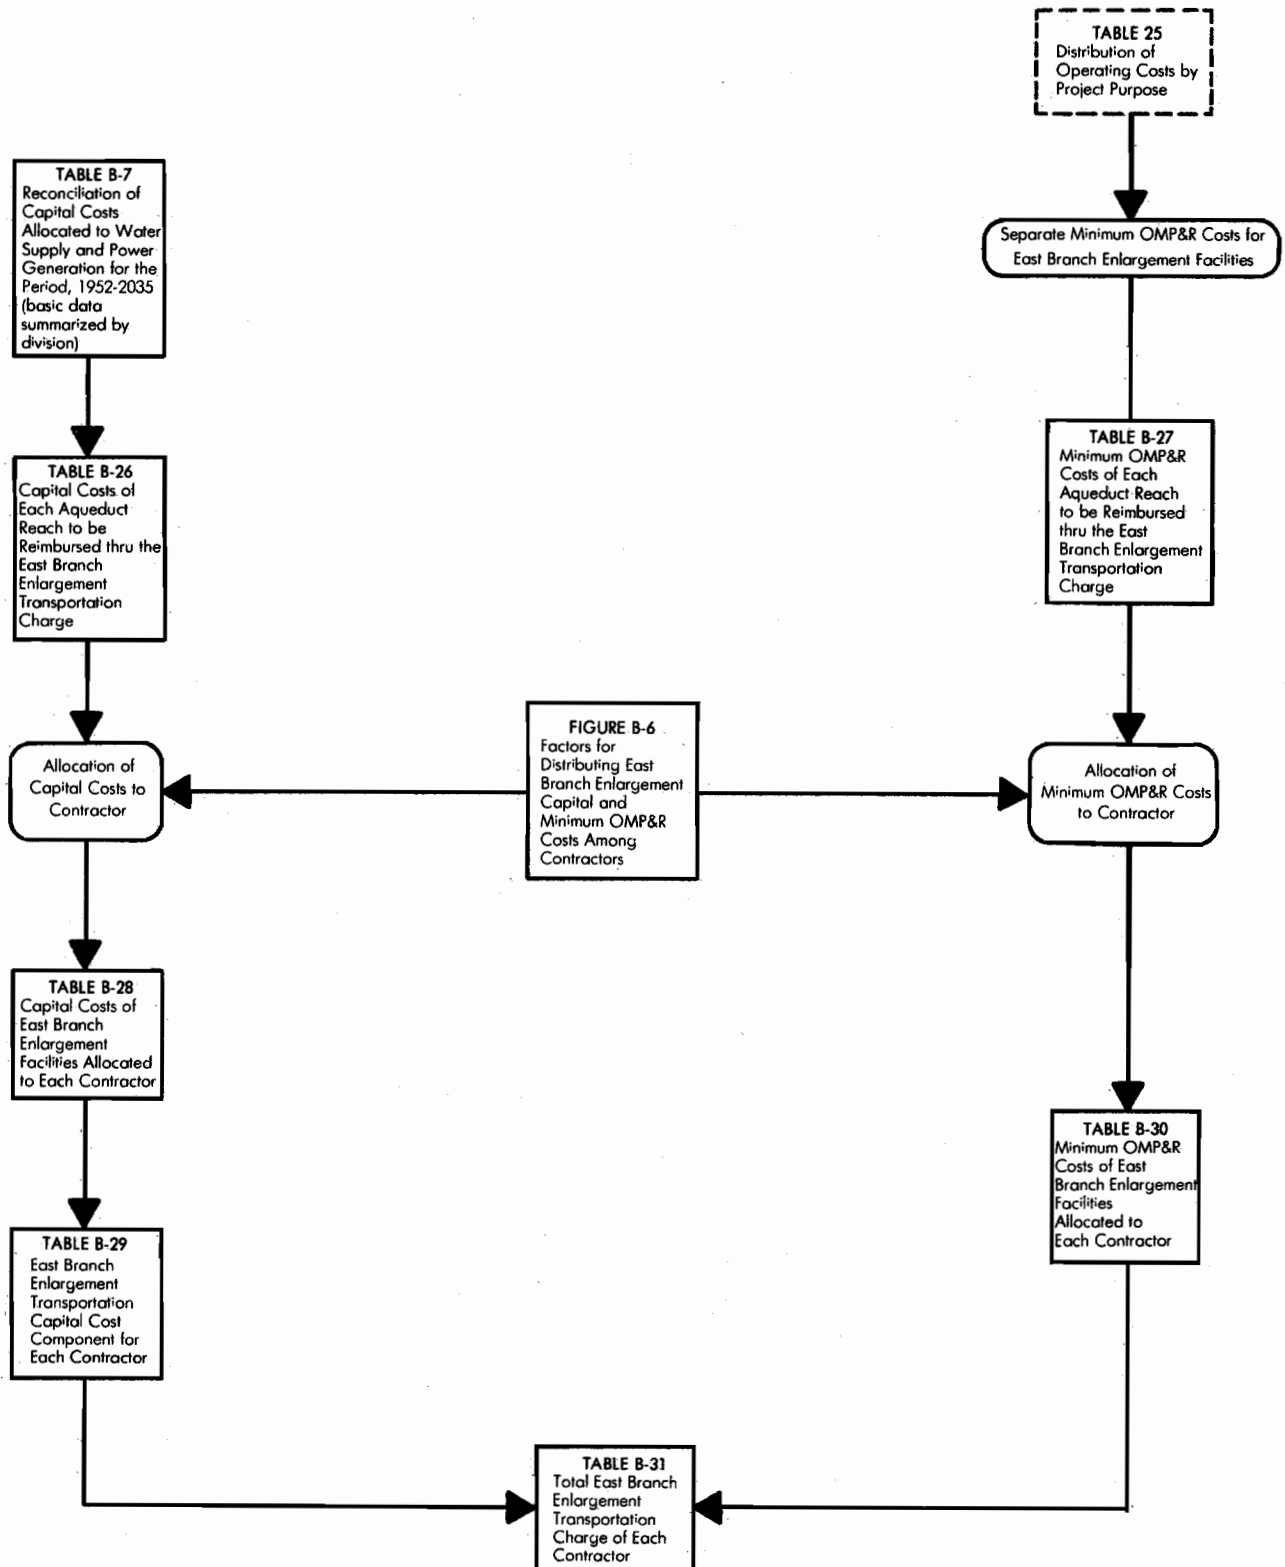 TABLE 25
Distribution of
Operating Costs by
Project Purpose
TABLE B-7
Reconciliation of
Capital Costs
Allocated to Water
Supply and Power
Generation for the
Period, 1952-2035
(basic data
summarized by
division)
Separate Minimum OMP&R Costs for
East Branch Enlargement Facilities
TABLE B-26
Capital Costs of
Each Aqueduct
Reach to be
Reimbursed thru the
East Branch
Enlargement
Transportation
Charge
TABLE B-27
Minimum OMP&R
Costs of Each
Aqueduct Reach
to be Reimbursed
thru the East
Branch Enlargement
Transportation
Charge
Allocation of
Capital Costs to
Contractor
FIGURE B-6
Factors for
Distributing East
Branch Enlargement
Capital and
Minimum OMP&R
Costs Among
Contractors
Allocation of
Minimum OMP&R Costs
to Contractor
TABLE B-28
Capital Costs of
East Branch
Enlargement
Facilities Allocated
to Each Contractor
TABLE B-30
Minimum OMP&R
Costs of East
Branch Enlargement
Facilities
Allocated to
Each Contractor
TABLE B-29
East Branch
Enlargement
Transportation
Capital Cost
Component for
Each Contractor
TABLE B-31
Total East Branch
Enlargement
Transportation
Charge of Each
Contractor